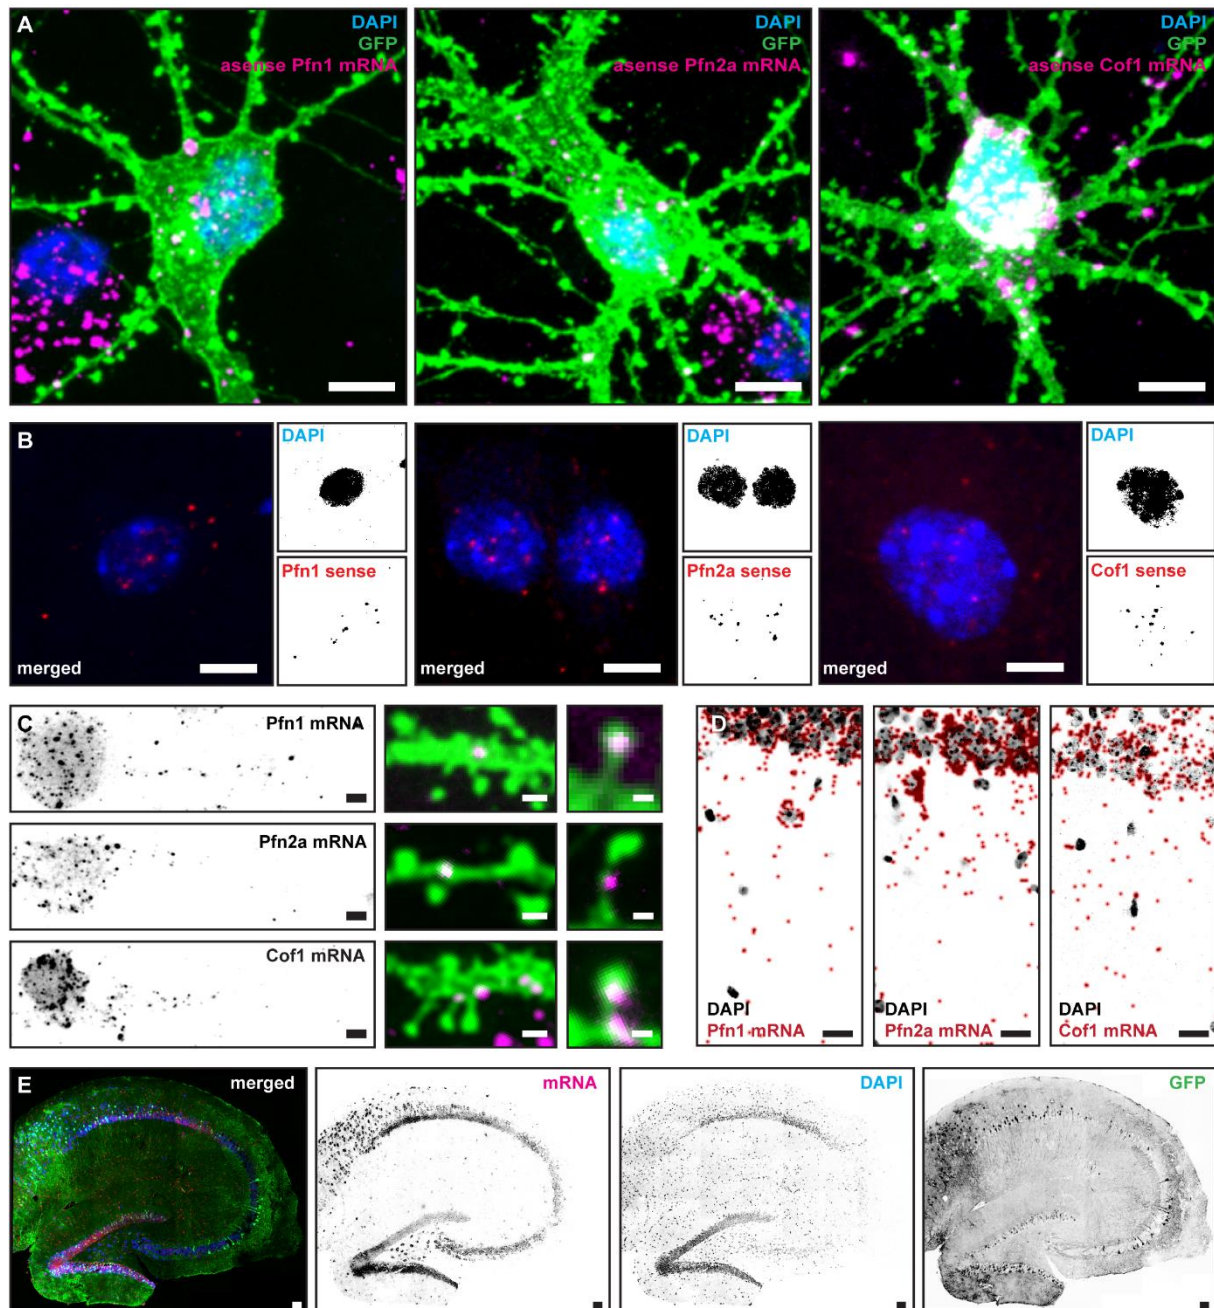 A
DAPI
GFP
asense Pfn1 mRNA
DAPI
GFP
asense Pfn2a mRNA
DAPI
GFP
asense Cof1 mRNA
B
merged
DAPI
Pfn1 sense
merged
DAPI
Pfn2a sense
merged
DAPI
Cof1 sense
C
Pfn1 mRNA
Pfn2a mRNA
Cof1 mRNA
D
DAPI
Pfn1 mRNA
DAPI
Pfn2a mRNA
DAPI
Cof1 mRNA
E
merged
mRNA
DAPI
GFP